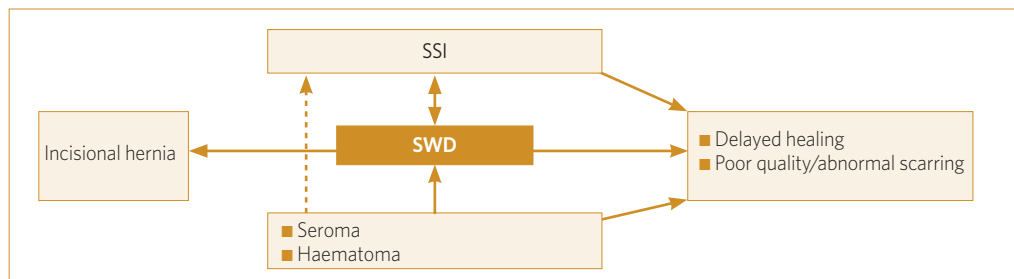 SSI
Incisional hernia
SWD
■ Delayed healing
■ Poor quality/abnormal scarring
■ Seroma
■ Haematoma